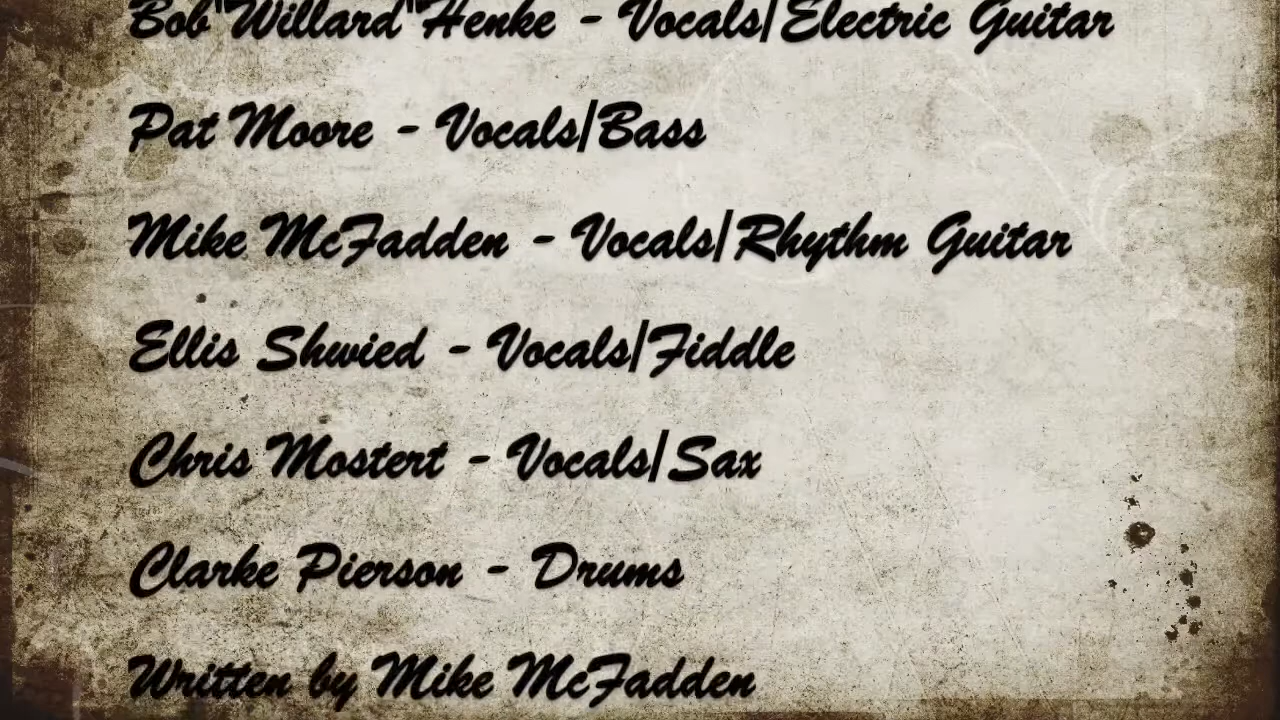 Bob "Willard" Henke - Vocals/Electric Guitar
Pat Moore - Vocals/Bass
Mike McFadden - Vocals/Rhythm Guitar
Ellis Shwied - Vocals/Fiddle
Chris Mostert - Vocals/Sax
Clarke Pierson - Drums
Written by Mike McFadden